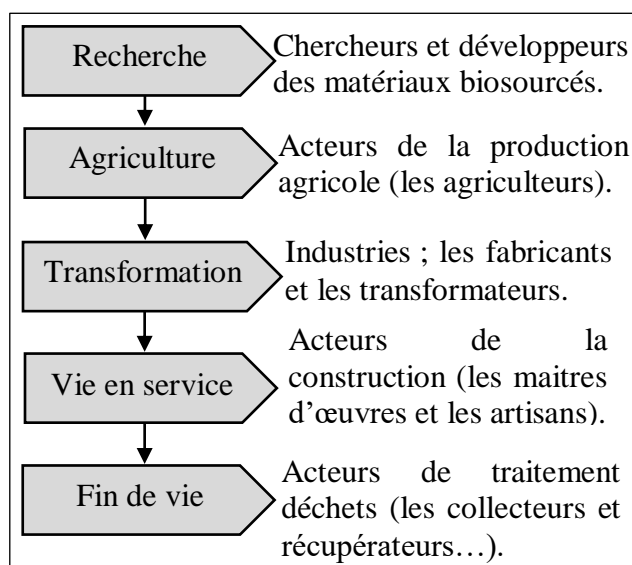 Recherche
Chercheurs et développeurs
des matériaux biosourcés.
Agriculture
Acteurs de la production
agricole (les agriculteurs).
Transformation
Industries ; les fabricants
et les transformateurs.
Vie en service
Acteurs de la
construction (les maitres
d’œuvres et les artisans).
Fin de vie
Acteurs de traitement
déchets (les collecteurs et
récupérateurs…).